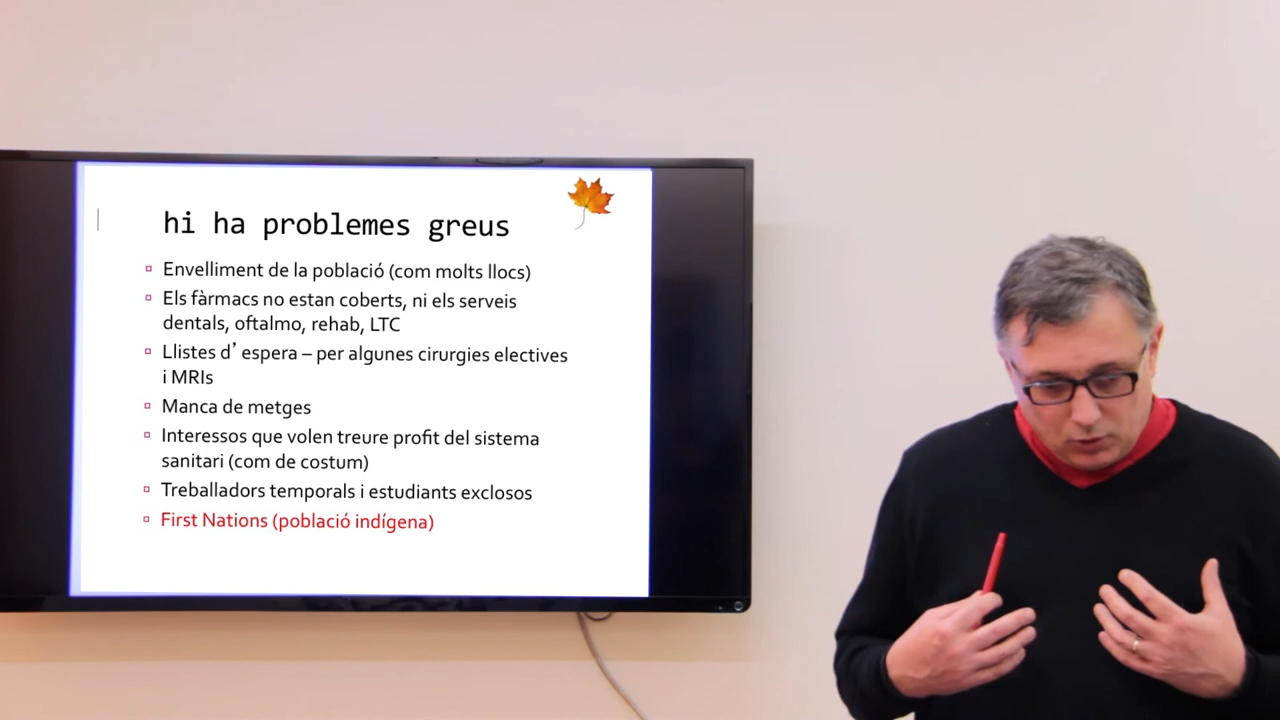 hi ha problemes greus
Envelliment de la població (com molts llocs)
Els fàrmacs no estan coberts, ni els serveis
dentals, oftalmo, rehab, LTC
Llistes d’ espera – per algunes cirurgies electives
i MRIs
Manca de metges
Interessos que volen treure profit del sistema
sanitari (com de costum)
Treballadors temporals i estudiants exclosos
First Nations (població indígena)